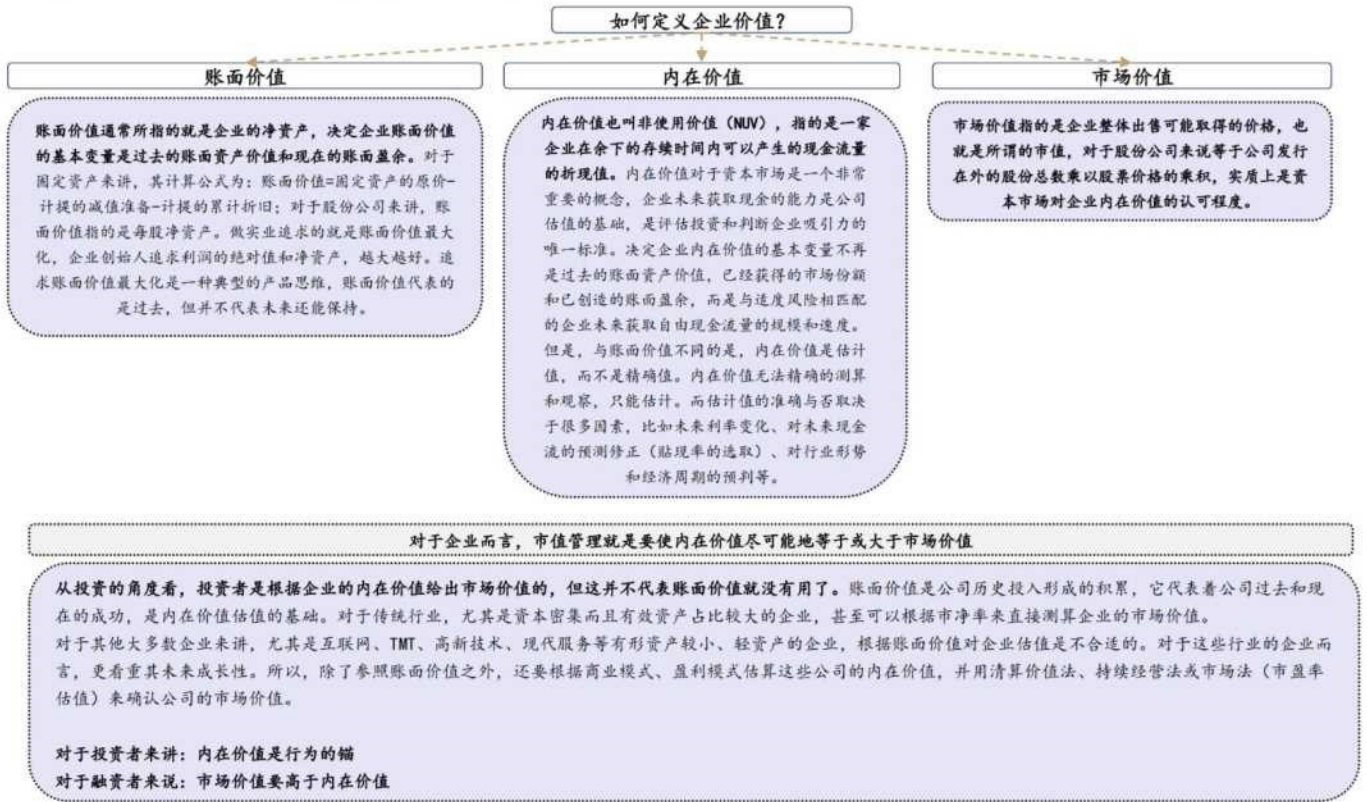 如何定义企业价值?
账面价值
内在价值
市场价值
账面价值通常所指的就是企业的净资产，决定企业账面价值
的基本变量是过去的账面资产价值和现在的账面盈余。对于
固定资产来讲，其计算公式为：账面价值=固定资产的原价-
计提的减值准备-计提的累计折旧；对于股份公司来讲，账
面价值指的是每股净资产。做实业追求的就是账面价值最大
化，企业创始人追求利润的绝对值和净资产，越大越好。追
求账面价值最大化是一种典型的产品思维，账面价值代表的
是过去，但并不代表未来还能保持。
内在价值也叫非使用价值（NUV），指的是一家
企业在余下的存续时间内可以产生的现金流量
的折现值。内在价值对于资本市场是一个非常
重要的概念，企业未来获取现金的能力是公司
估值的基础，是评估投资和判断企业吸引力的
唯一标准。决定企业内在价值的基本变量不再
是过去的账面资产价值，已经获得的市场份额
和已创造的账面盈余，而是与适度风险相匹配
的企业未来获取自由现金流量的规模和速度。
但是，与账面价值不同的是，内在价值是估计
值，而不是精确值。内在价值无法精确的测算
和观察，只能估计。而估计值的准确与否取决
于很多因素，比如未来利率变化、对未来现金
流的预测修正（贴现率的选取）、对行业形势
和经济周期的预判等。
市场价值指的是企业整体出售可能取得的价格，也
就是所谓的市值，对于股份公司来说等于公司发行
在外的股份总数乘以股票价格的乘积，实质上是资
本市场对企业内在价值的认可程度。
对于企业而言，市值管理就是要使内在价值尽可能地等于或大于市场价值
从投资的角度看，投资者是根据企业的内在价值给出市场价值的，但这并不代表账面价值就没有用了。账面价值是公司历史投入形成的积累，它代表着公司过去和现
在的成功，是内在价值估值的基础。对于传统行业，尤其是资本密集而且有效资产占比较大的企业，甚至可以根据市净率来直接测算企业的市场价值。
对于其他大多数企业来讲，尤其是互联网、TMT、高新技术、现代服务等有形资产较小、轻资产的企业，根据账面价值对企业估值是不合适的。对于这些行业的企业而
言，更看重其未来成长性。所以，除了参照账面价值之外，还要根据商业模式、盈利模式估算这些公司的内在价值，并用清算价值法、持续经营法或市场法（市盈率
估值）来确认公司的市场价值。
对于投资者来讲：内在价值是行为的锚
对于融资者来说：市场价值要高于内在价值